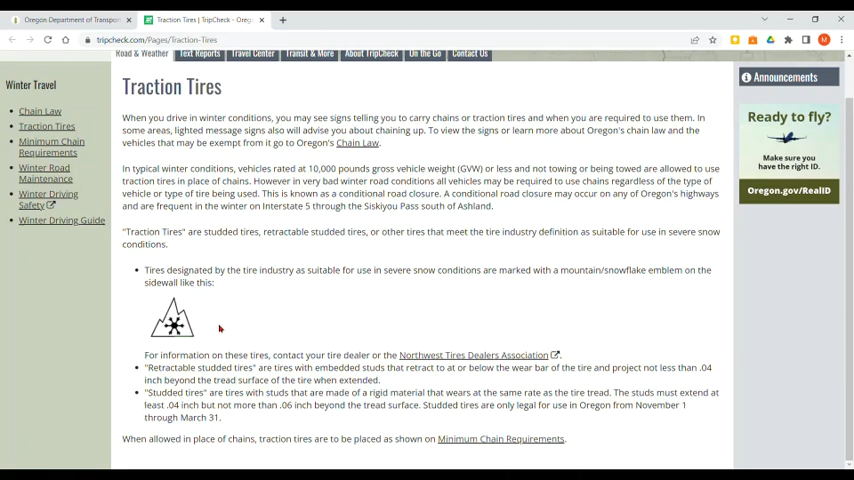 Oregon Department of Transport
Traction Tires | TripCheck - Oreg
tripcheck.com/Pages/Traction-Tires
M
Road & Weather
Text Reports
Travel Center
Transit & More
About TripCheck
On the Go
Contact Us
Winter Travel
Chain Law
Traction Tires
Minimum Chain
Requirements
Winter Road
Maintenance
Winter Driving
Safety
Winter Driving Guide
Traction Tires
When you drive in winter conditions, you may see signs telling you to carry chains or traction tires and when you are required to use them. In
some areas, lighted message signs also will advise you about chaining up. To view the signs or learn more about Oregon's chain law and the
vehicles that may be exempt from it go to Oregon's Chain Law.
In typical winter conditions, vehicles rated at 10,000 pounds gross vehicle weight (GVW) or less and not towing or being towed are allowed to use
traction tires in place of chains. However in very bad winter road conditions all vehicles may be required to use chains regardless of the type of
vehicle or type of tire being used. This is known as a conditional road closure. A conditional road closure may occur on any of Oregon's highways
and are frequent in the winter on Interstate 5 through the Siskiyou Pass south of Ashland.
"Traction Tires" are studded tires, retractable studded tires, or other tires that meet the tire industry definition as suitable for use in severe snow
conditions.
Tires designated by the tire industry as suitable for use in severe snow conditions are marked with a mountain/snowflake emblem on the
sidewall like this:
For information on these tires, contact your tire dealer or the Northwest Tires Dealers Association.
"Retractable studded tires" are tires with embedded studs that retract to at or below the wear bar of the tire and project not less than .04
inch beyond the tread surface of the tire when extended.
"Studded tires" are tires with studs that are made of a rigid material that wears at the same rate as the tire tread. The studs must extend at
least .04 inch but not more than .06 inch beyond the tread surface. Studded tires are only legal for use in Oregon from November 1
through March 31.
When allowed in place of chains, traction tires are to be placed as shown on Minimum Chain Requirements.
Announcements
Ready to fly?
Make sure you
have the right ID.
Oregon.gov/RealID